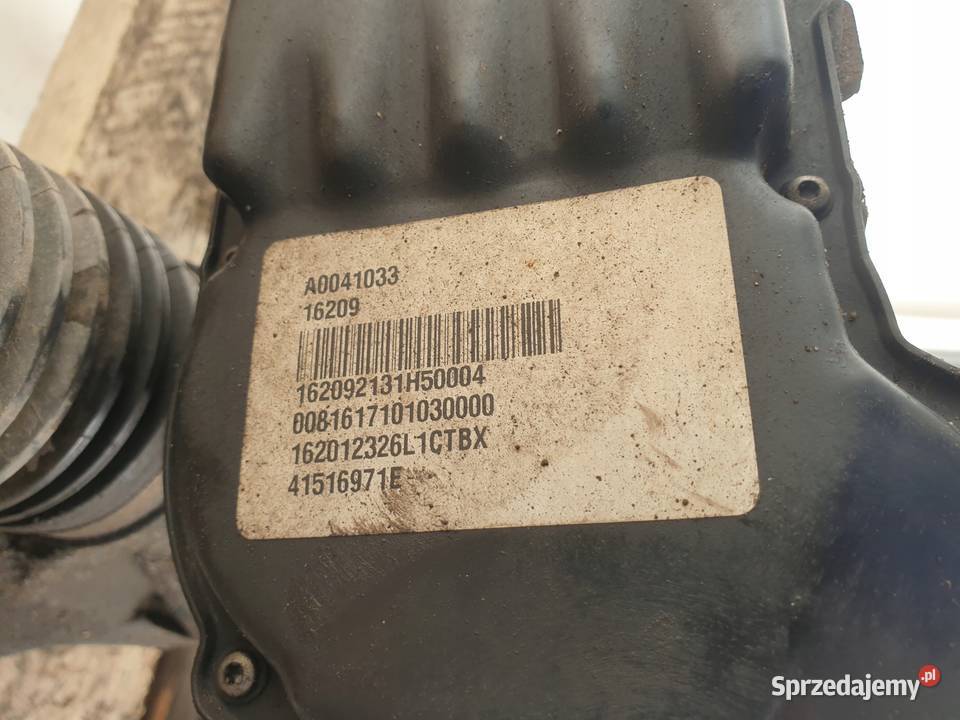 A0041033
16209
162092131H50004
0081617101030000
162012326L1CTBX
41516971E
Sprzedajemy.pl